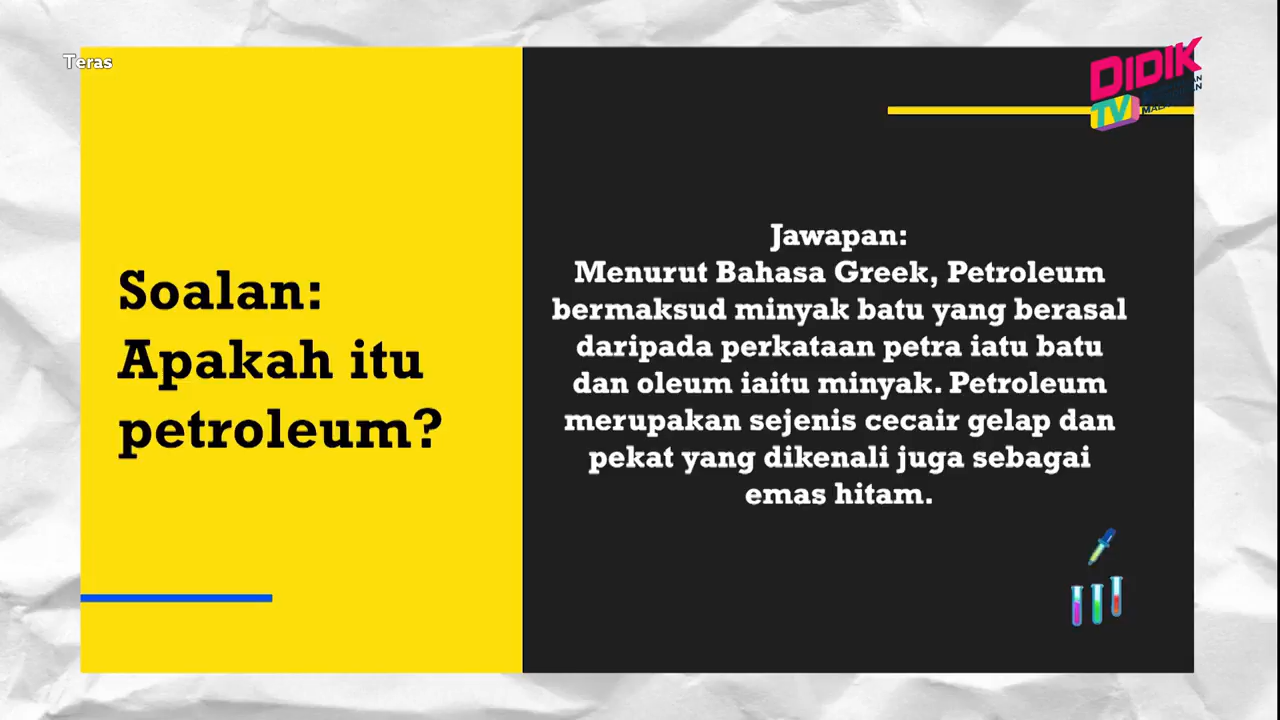 Teras
DIDIK
TV
Soalan:
Apakah itu
petroleum?
Jawapan:
Menurut Bahasa Greek, Petroleum
bermaksud minyak batu yang berasal
daripada perkataan petra iatu batu
dan oleum iaitu minyak. Petroleum
merupakan sejenis cecair gelap dan
pekat yang dikenali juga sebagai
emas hitam.